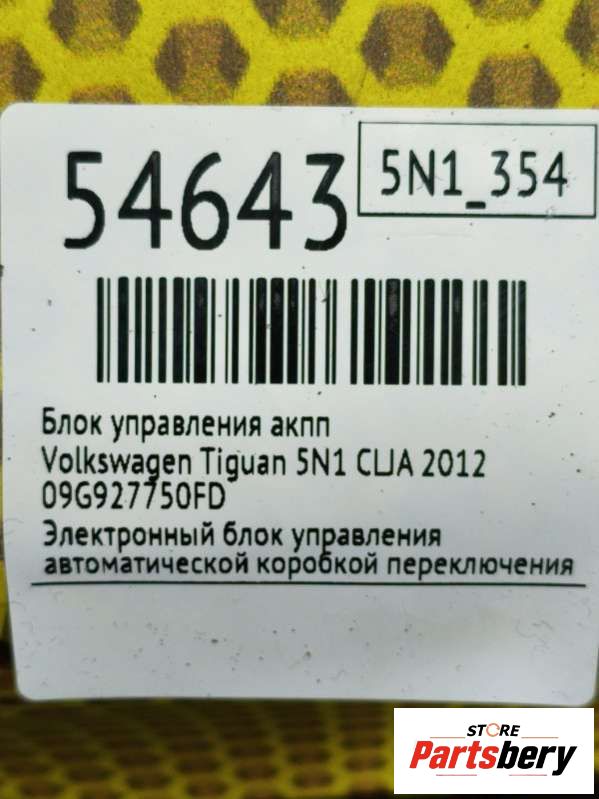 54643
5N1_354
Блок управления акпп
Volkswagen Tiguan 5N1 CLJA 2012
09G927750FD
Электронный блок управления
автоматической коробкой переключения
STORE
Partsbery